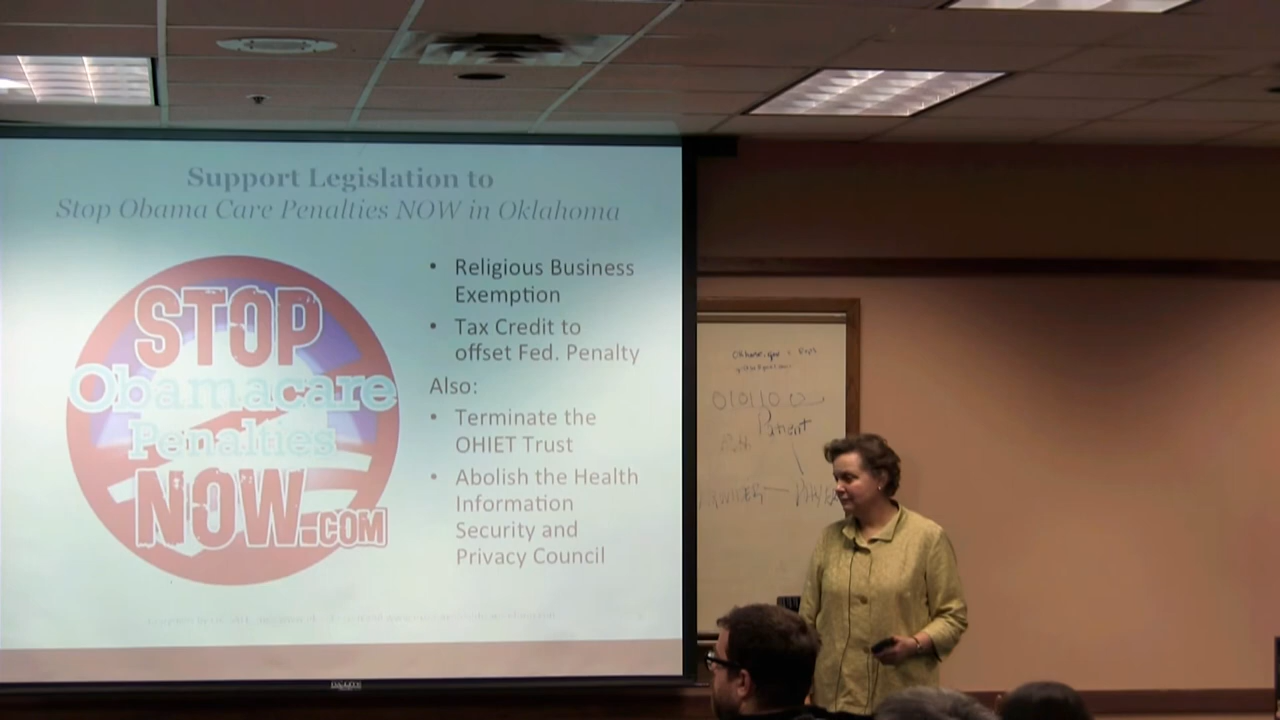 Support Legislation to
Stop Obama Care Penalties NOW in Oklahoma
STOP
Obamacare
Penalties
NOW.COM
• Religious Business
Exemption
• Tax Credit to
offset Fed. Penalty
Also:
• Terminate the
OHIET Trust
• Abolish the Health
Information
Security and
Privacy Council
010110
Patient